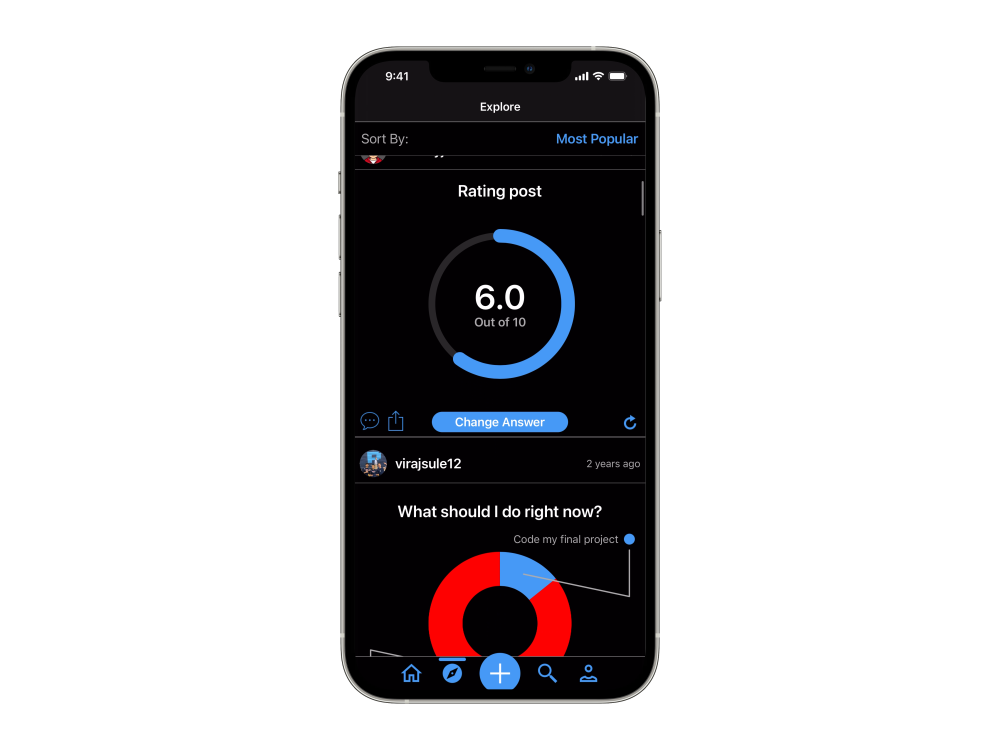 9:41
Explore
Sort By:
Most Popular
Rating post
6.0
Out of 10
Change Answer
virajsule12
2 years ago
What should I do right now?
Code my final project